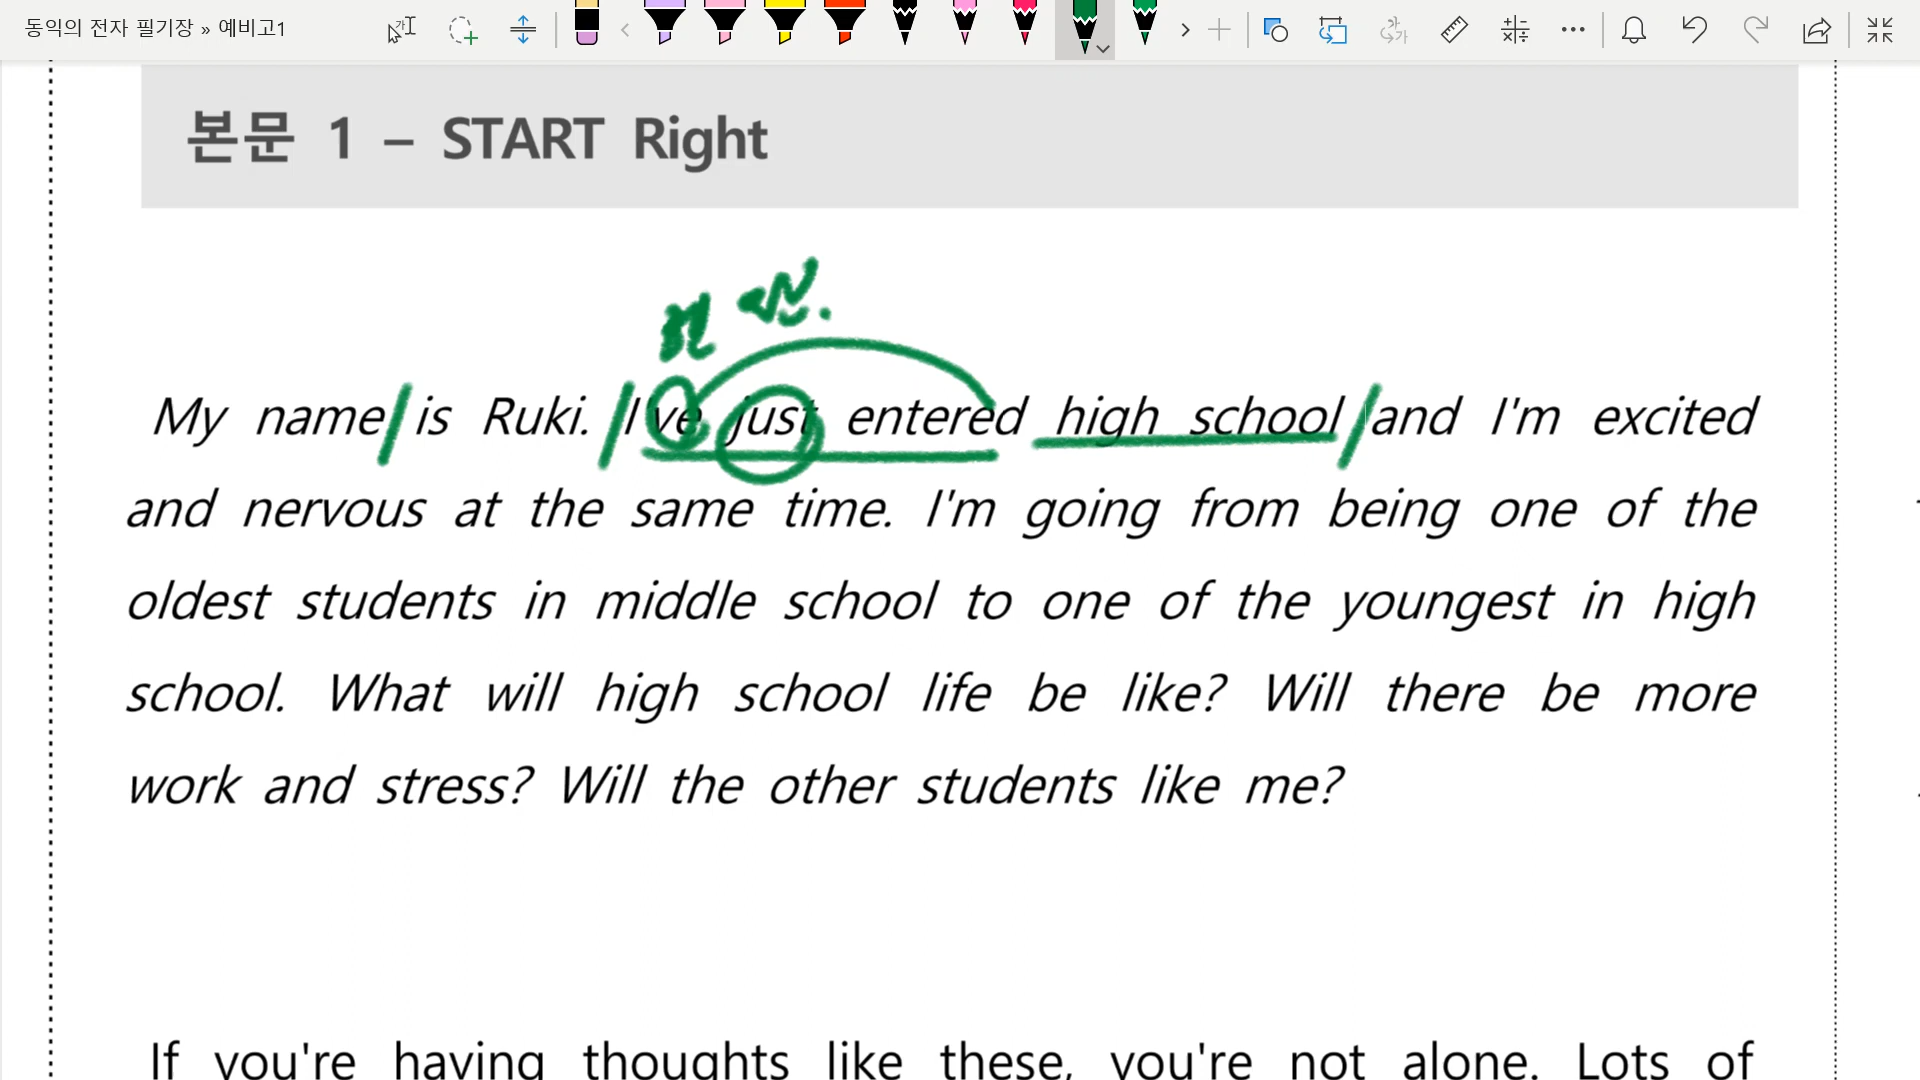 동익의 전자 필기장 » 예비고1
본문 1 – START Right
My name is Ruki. I've just entered high school and I'm excited
and nervous at the same time. I'm going from being one of the
oldest students in middle school to one of the youngest in high
school. What will high school life be like? Will there be more
work and stress? Will the other students like me?
If you're having thoughts like these, you're not alone. Lots of